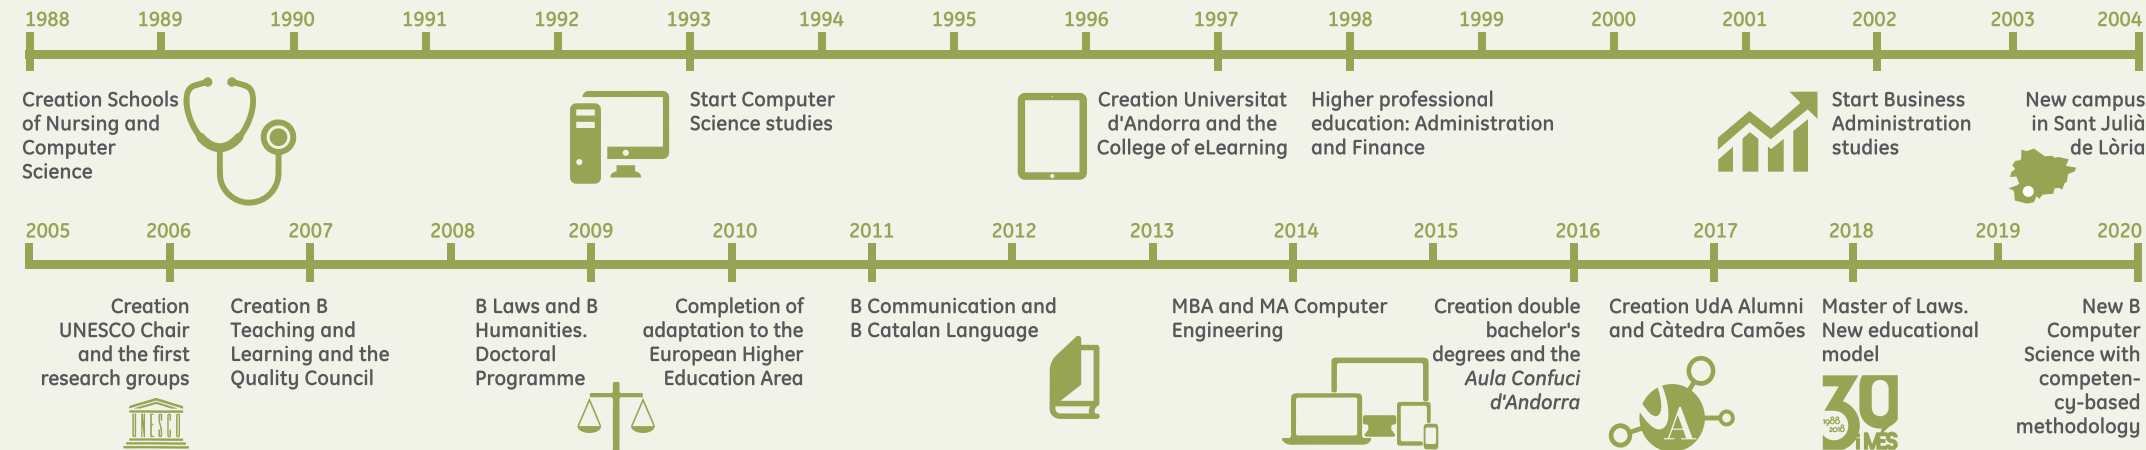 1988 1989 1990 1991 1992 1993 1994 1995 1996 1997 1998 1999 2000 2001 2002 2003 2004
Creation Schools
of Nursing and
Computer
Science
Start Computer
Science studies
Creation Universitat
d'Andorra and the
College of eLearning
Higher professional
education: Administration
and Finance
Start Business
Administration
studies
New campus
in Sant Julià
de Lòria
2005 2006 2007 2008 2009 2010 2011 2012 2013 2014 2015 2016 2017 2018 2019 2020
Creation
UNESCO Chair
and the first
research groups
UNESCO
Creation B
Teaching and
Learning and the
Quality Council
B Laws and B
Humanities.
Doctoral
Programme
Completion of
adaptation to the
European Higher
Education Area
B Communication and
B Catalan Language
MBA and MA Computer
Engineering
Creation double
bachelor's
degrees and the
Aula Confuci
d'Andorra
Creation UdA Alumni
and Càtedra Camões
UA
Master of Laws.
New educational
model
30
1988
2018
i MÉS
New B
Computer
Science with
competen-
cy-based
methodology